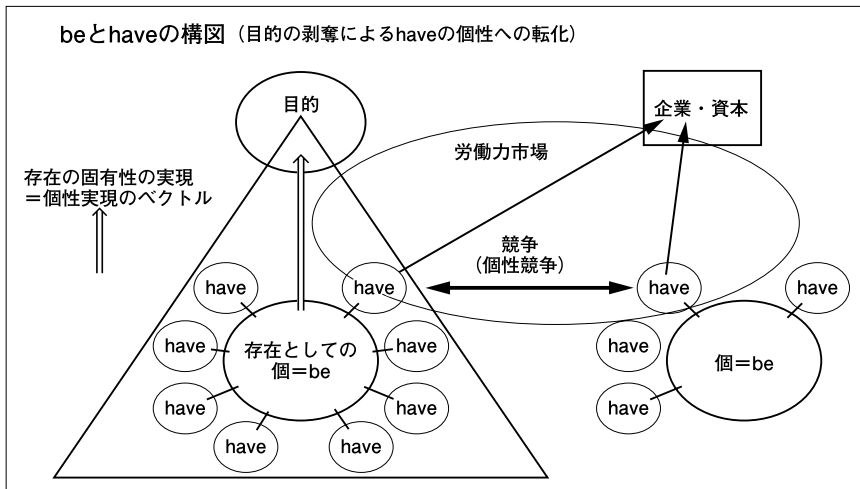 beとhaveの構図（目的の剥奪によるhaveの個性への転化）
目的
企業・資本
労働力市場
存在の固有性の実現
＝個性実現のベクトル
競争
（個性競争）
have
have
have
have
have
have
have
have
存在としての
個＝be
have
have
have
have
個＝be